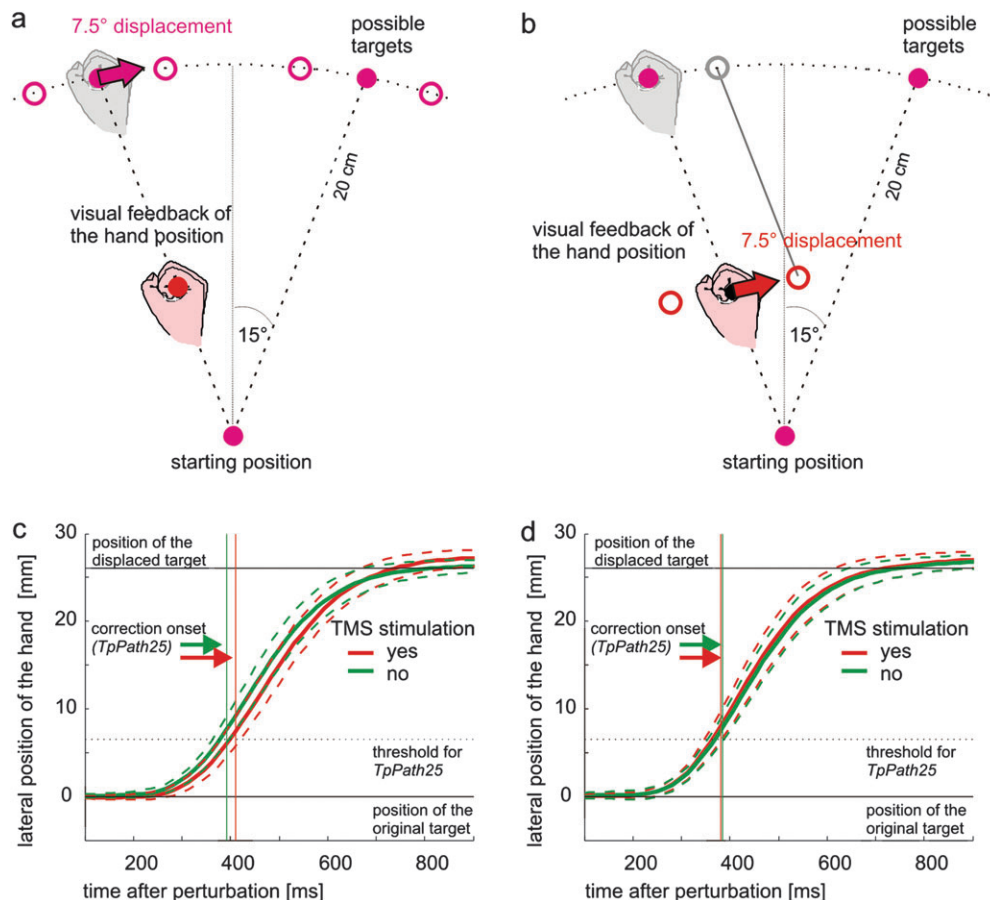 a
7.5° displacement
possible
targets
20 cm
visual feedback of
the hand position
15°
starting position
b
possible
targets
20 cm
visual feedback of
the hand position
7.5° displacement
15°
starting position
c
30
position of the
displaced target
20
correction onset
(TpPath25)
TMS stimulation
yes
no
10
threshold for
TpPath25
0
position of the
original target
lateral position of the hand [mm]
200 400 600 800
time after perturbation [ms]
d
30
position of the
displaced target
20
correction onset
(TpPath25)
TMS stimulation
yes
no
10
threshold for
TpPath25
0
position of the
original target
lateral position of the hand [mm]
200 400 600 800
time after perturbation [ms]